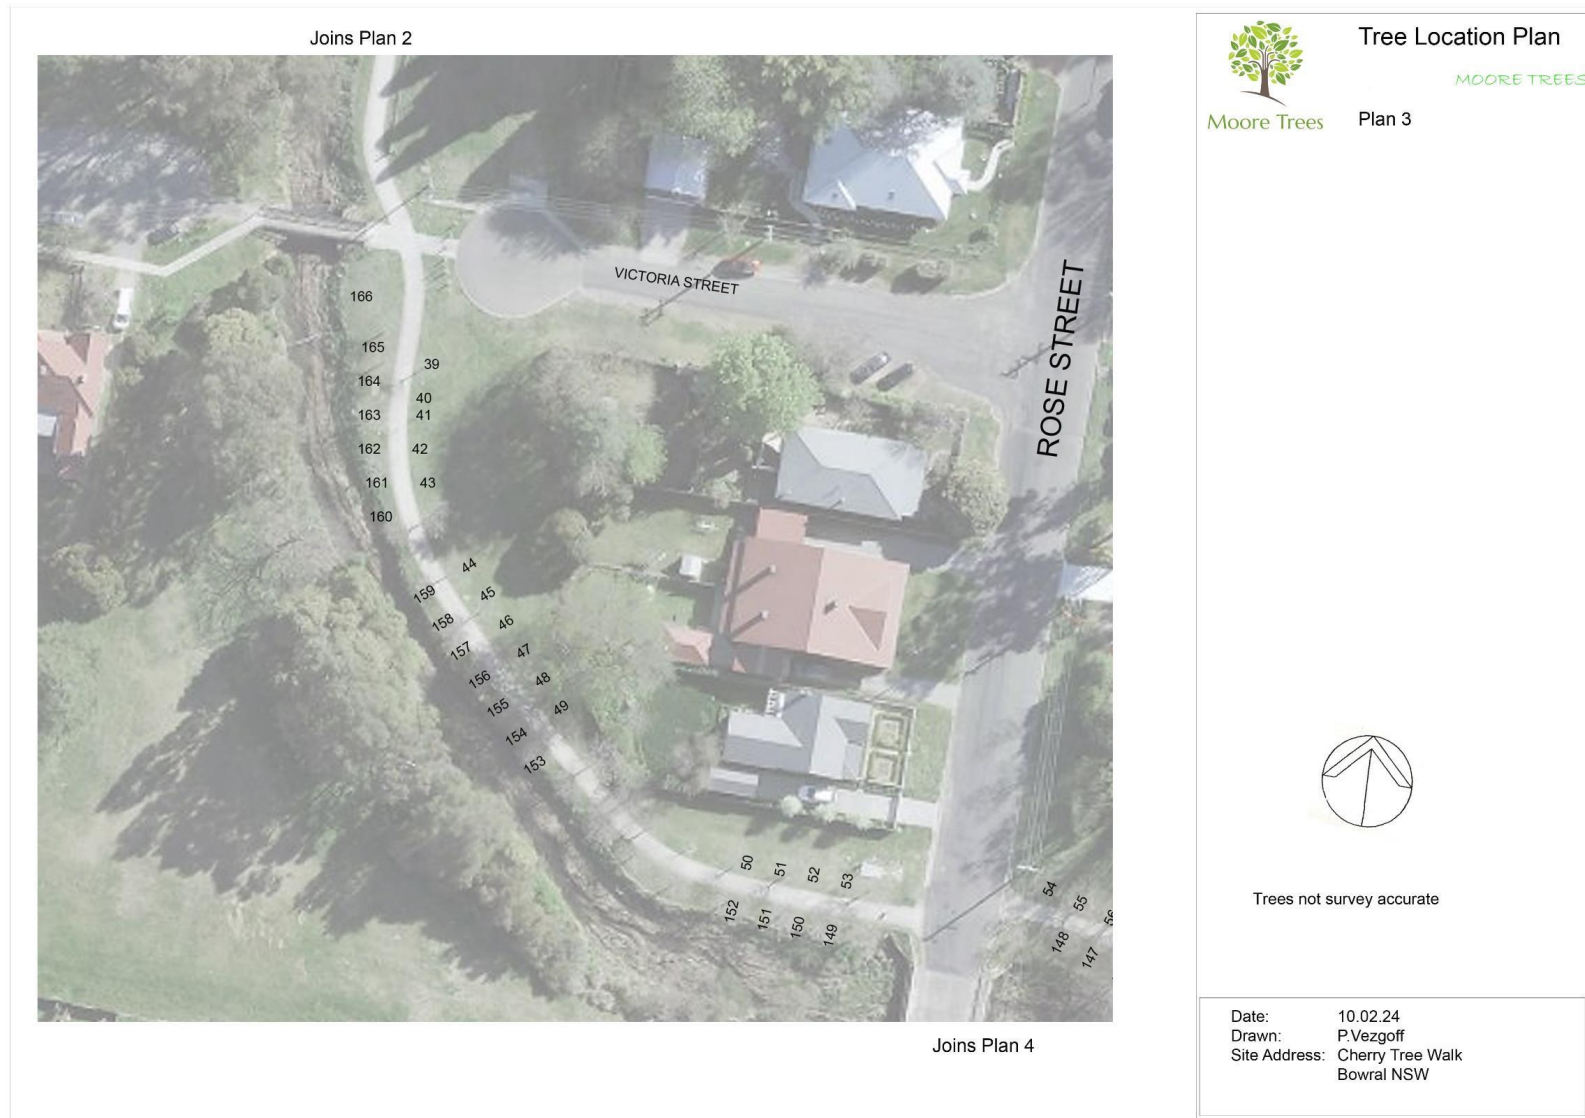 Joins Plan 2
Tree Location Plan
MOORE TREES
Moore Trees
Plan 3
VICTORIA STREET
ROSE STREET
166
165
39
164
40
163
41
162
42
161
43
160
44
159
45
158
46
157
47
156
48
155
49
154
153
50
51
52
53
54
55
56
152
151
150
149
148
147
Trees not survey accurate
Date: 10.02.24
Drawn: P.Vezgoff
Site Address: Cherry Tree Walk
Bowral NSW
Joins Plan 4